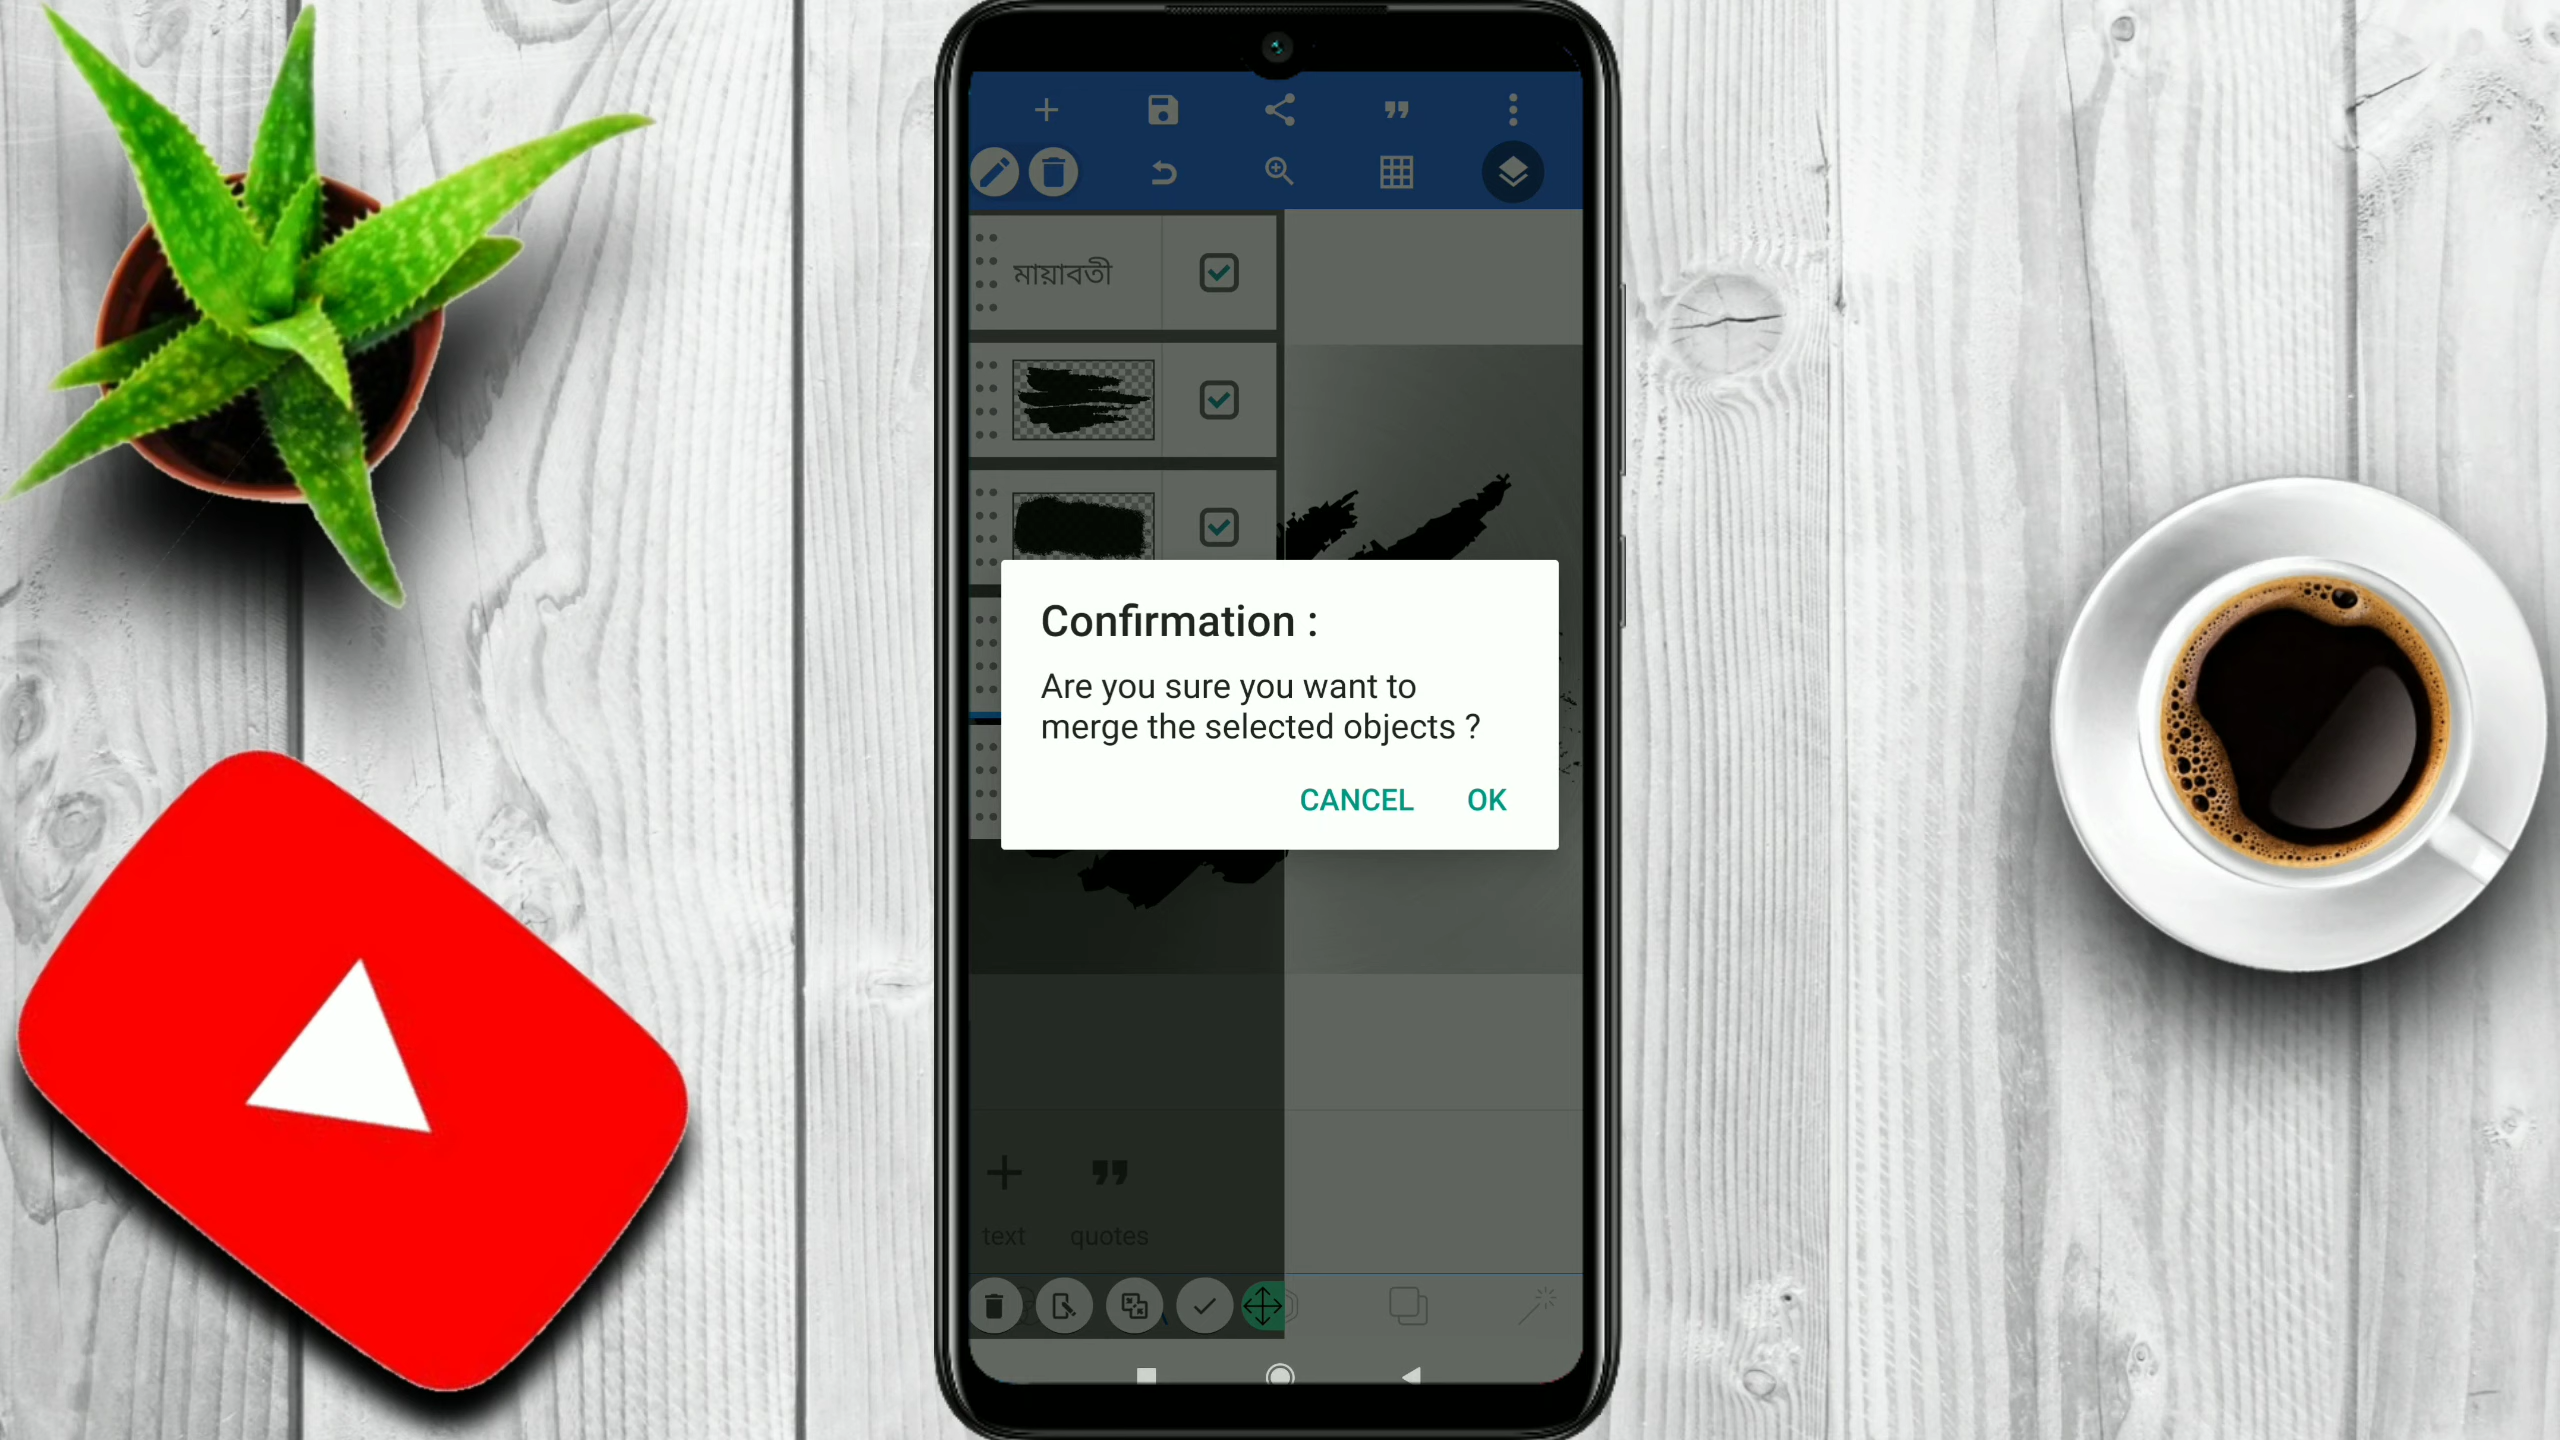 মায়াবতী
Confirmation :
Are you sure you want to
merge the selected objects ?
CANCEL OK
text quotes